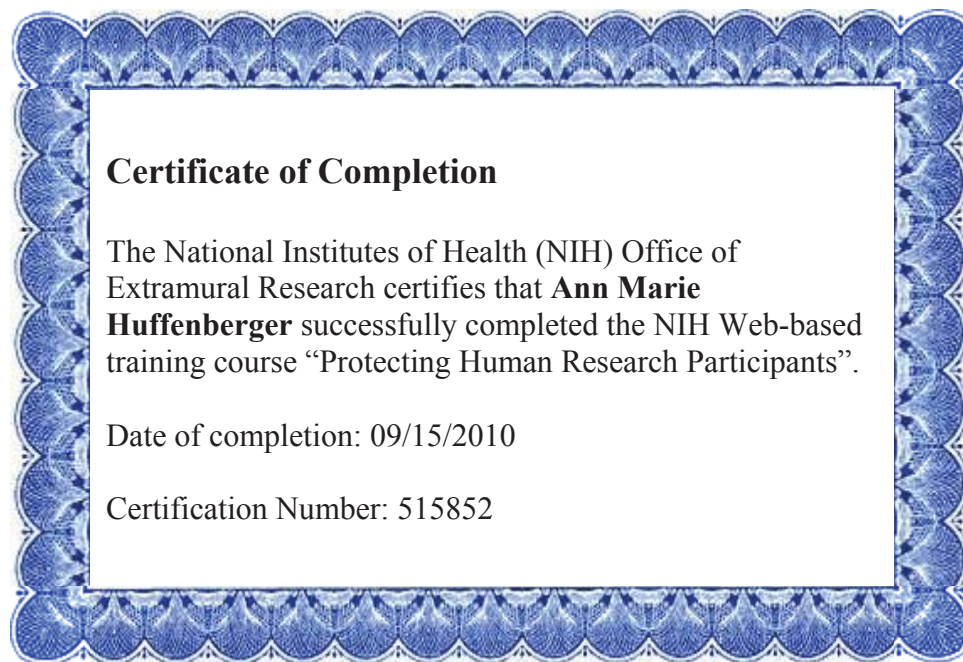 Certificate of Completion
The National Institutes of Health (NIH) Office of
Extramural Research certifies that Ann Marie
Huffenberger successfully completed the NIH Web-based
training course “Protecting Human Research Participants”.
Date of completion: 09/15/2010
Certification Number: 515852